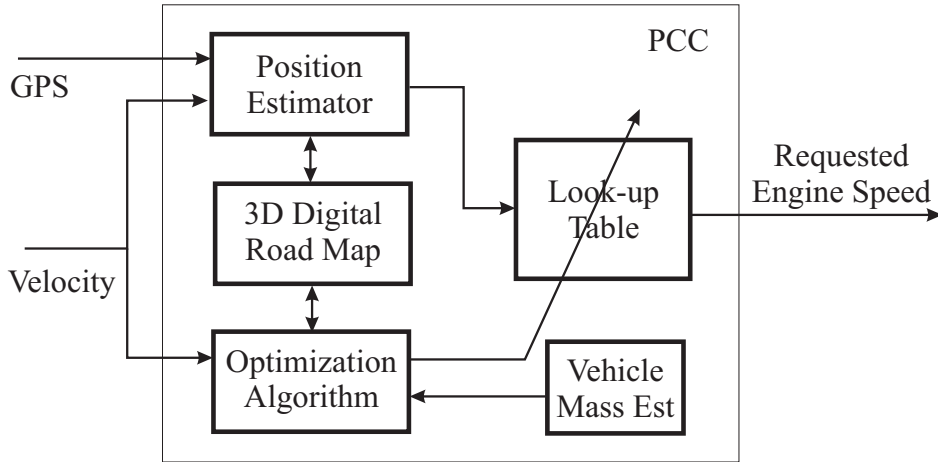 PCC
GPS
Position
Estimator
Requested
Engine Speed
3D Digital
Road Map
Look-up
Table
Velocity
Optimization
Algorithm
Vehicle
Mass Est